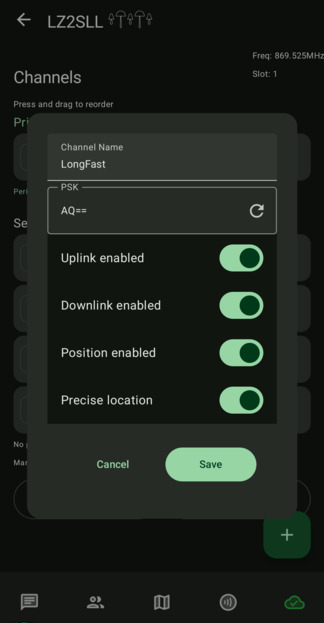 LZ2SLL
Freq: 869.525MHz
Channels
Slot: 1
Press and drag to reorder
Pri
Channel Name
LongFast
PSK
AQ==
Peri
Se
Uplink enabled
Downlink enabled
Position enabled
Precise location
No
Mar
Cancel
Save